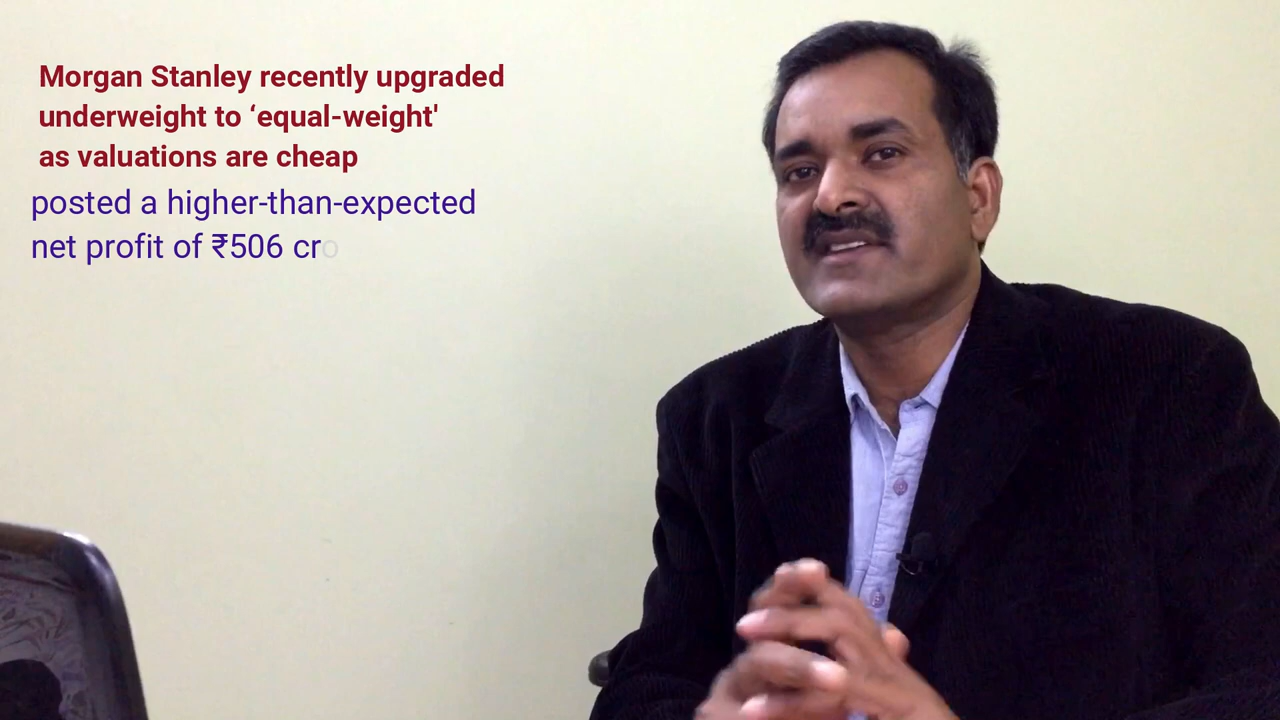 Morgan Stanley recently upgraded
underweight to ‘equal-weight'
as valuations are cheap
posted a higher-than-expected
net profit of ₹506 cro